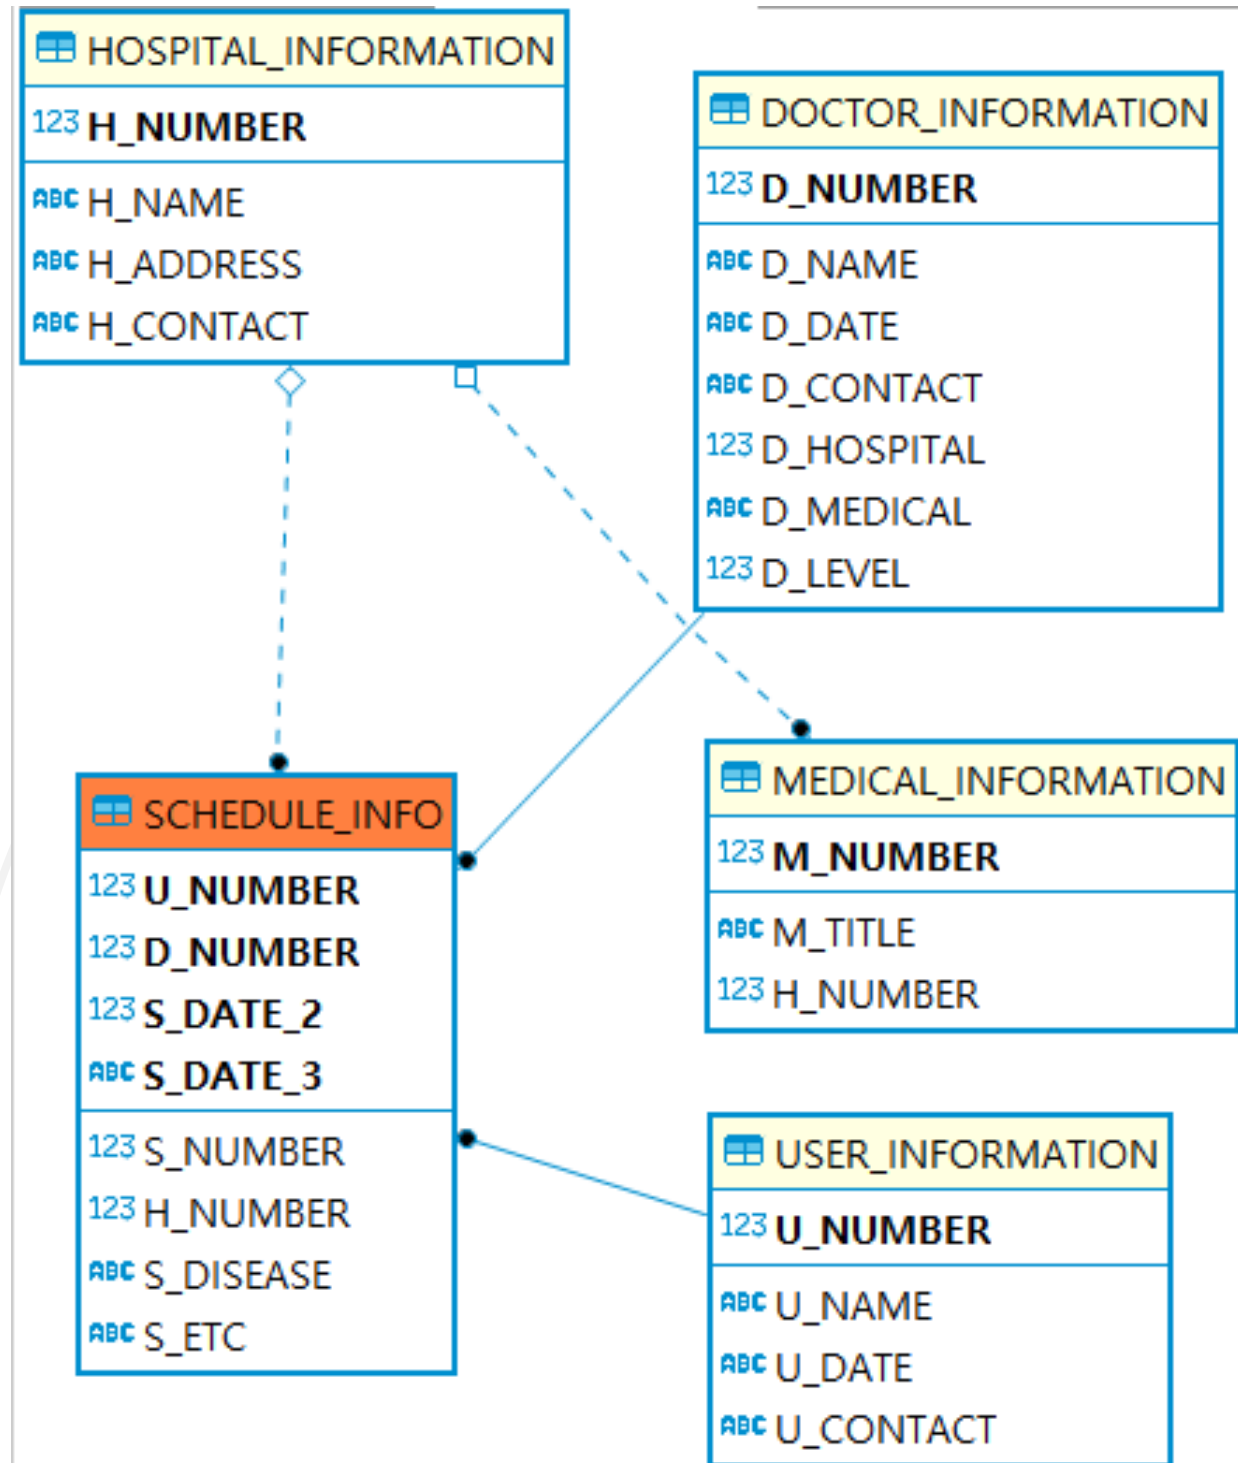 HOSPITAL_INFORMATION
123 H_NUMBER
ABC H_NAME
ABC H_ADDRESS
ABC H_CONTACT
DOCTOR_INFORMATION
123 D_NUMBER
ABC D_NAME
ABC D_DATE
ABC D_CONTACT
123 D_HOSPITAL
ABC D_MEDICAL
123 D_LEVEL
SCHEDULE_INFO
123 U_NUMBER
123 D_NUMBER
123 S_DATE_2
ABC S_DATE_3
123 S_NUMBER
123 H_NUMBER
ABC S_DISEASE
ABC S_ETC
MEDICAL_INFORMATION
123 M_NUMBER
ABC M_TITLE
123 H_NUMBER
USER_INFORMATION
123 U_NUMBER
ABC U_NAME
ABC U_DATE
ABC U_CONTACT